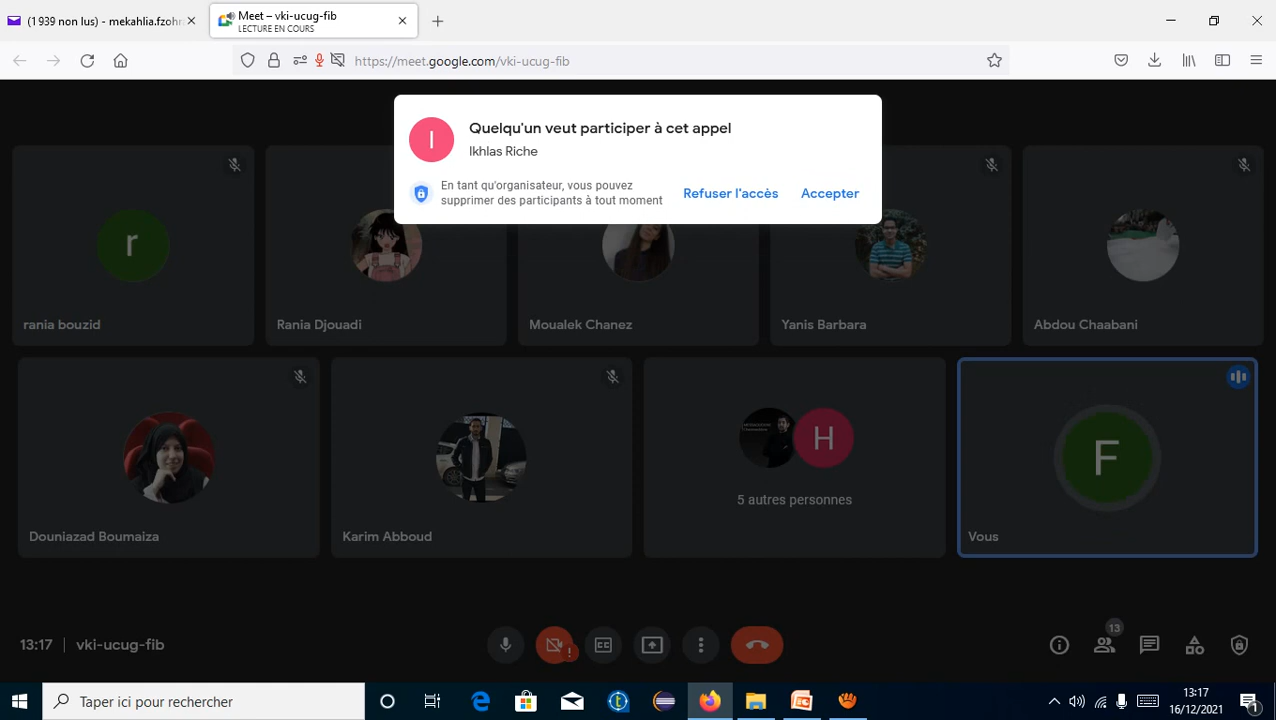 (1 939 non lus) - mekahlia.fzohr
Meet – vki-ucug-fib
LECTURE EN COURS
https://meet.google.com/vki-ucug-fib
Quelqu'un veut participer à cet appel
I
Ikhlas Riche
En tant qu'organisateur, vous pouvez
supprimer des participants à tout moment
Refuser l'accès
Accepter
r
rania bouzid
Rania Djouadi
Moualek Chanez
Yanis Barbara
Abdou Chaabani
H
F
5 autres personnes
Douniazad Boumaiza
Karim Abboud
Vous
13:17 | vki-ucug-fib
13
Taper ici pour rechercher
13:17
16/12/2021
1